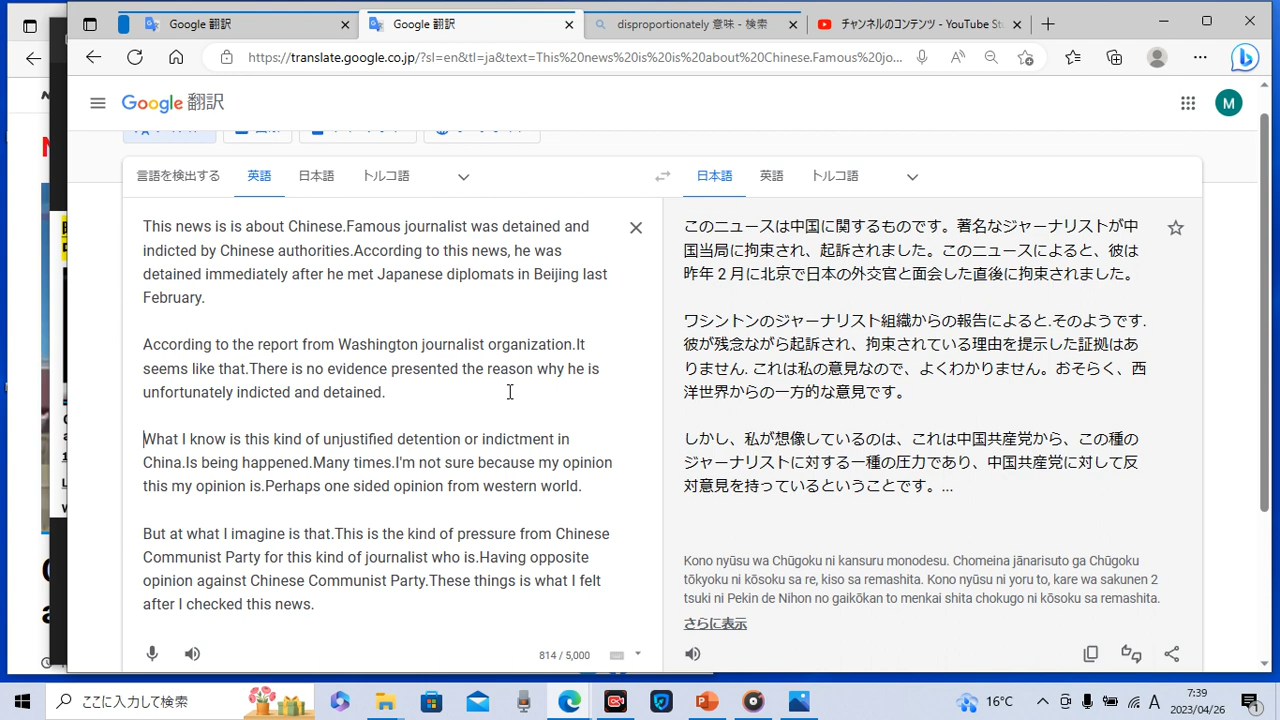 Google 翻訳
Google 翻訳
disproportionately 意味 - 検索
チャンネルのコンテンツ - YouTube St
https://translate.google.co.jp/?sl=en&tl=ja&text=This%20news%20is%20is%20about%20Chinese.Famous%20jo...
Google 翻訳
M
言語を検出する 英語 日本語 トルコ語
日本語 英語 トルコ語
This news is is about Chinese.Famous journalist was detained and
indicted by Chinese authorities.According to this news, he was
detained immediately after he met Japanese diplomats in Beijing last
February.
According to the report from Washington journalist organization.It
seems like that.There is no evidence presented the reason why he is
unfortunately indicted and detained.
What I know is this kind of unjustified detention or indictment in
China.Is being happened.Many times.I'm not sure because my opinion
this my opinion is.Perhaps one sided opinion from western world.
But at what I imagine is that.This is the kind of pressure from Chinese
Communist Party for this kind of journalist who is.Having opposite
opinion against Chinese Communist Party.These things is what I felt
after I checked this news.
814 / 5,000
このニュースは中国に関するものです。著名なジャーナリストが中
国当局に拘束され、起訴されました。このニュースによると、彼は
昨年 2 月に北京で日本の外交官と面会した直後に拘束されました。
ワシントンのジャーナリスト組織からの報告によると.そのようです.
彼が残念ながら起訴され、拘束されている理由を提示した証拠はあ
りません. これは私の意見なので、よくわかりません。おそらく、西
洋世界からの一方的な意見です。
しかし、私が想像しているのは、これは中国共産党から、この種の
ジャーナリストに対する一種の圧力であり、中国共産党に対して反
対意見を持っているということです。...
Kono nyūsu wa Chūgoku ni kansuru monodesu. Chomeina jānarisuto ga Chūgoku
tōkyoku ni kōsoku sa re, kiso sa remashita. Kono nyūsu ni yoru to, kare wa sakunen 2
tsuki ni Pekin de Nihon no gaikōkan to menkai shita chokugo ni kōsoku sa remashita.
さらに表示
ここに入力して検索
16°C
A
7:39
2023/04/26
1